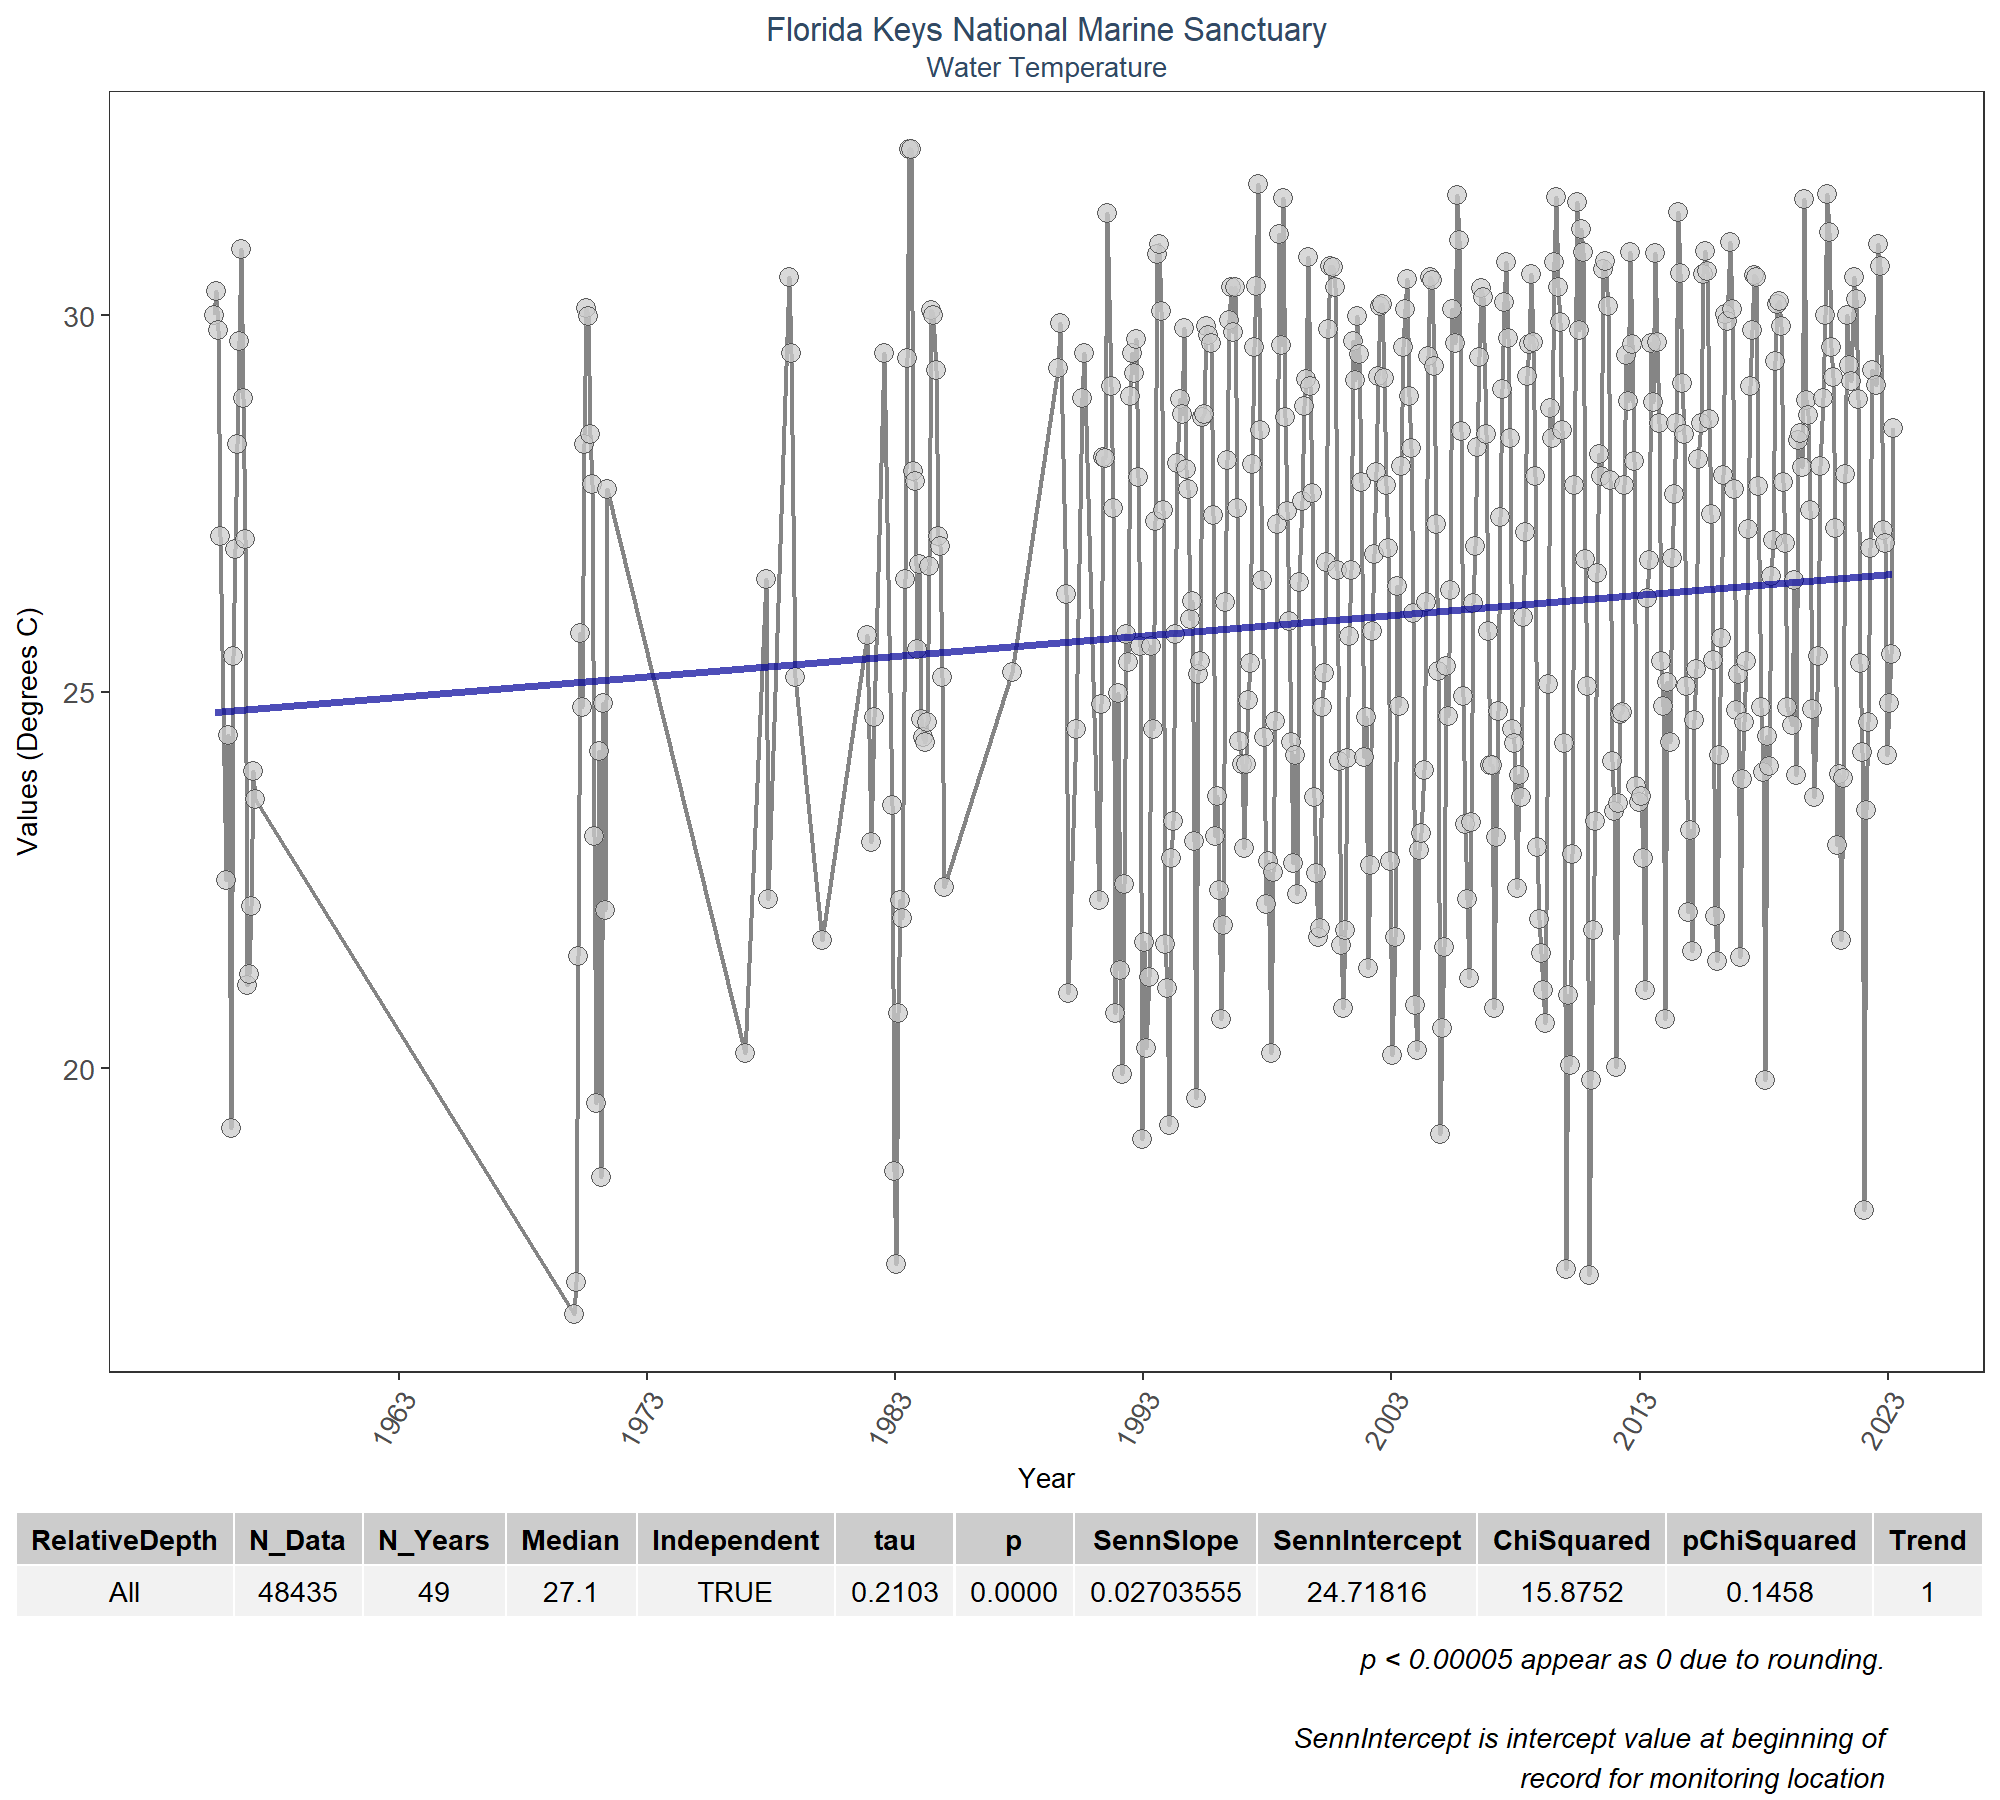 Florida Keys National Marine Sanctuary
Water Temperature
Values (Degrees C)
30
25
20
1963 1973 1983 1993 2003 2013 2023
Year
RelativeDepth N_Data N_Years Median Independent tau p SennSlope SennIntercept ChiSquared pChiSquared Trend
All 48435 49 27.1 TRUE 0.2103 0.0000 0.02703555 24.71816 15.8752 0.1458 1
p < 0.00005 appear as 0 due to rounding.
SennIntercept is intercept value at beginning of
record for monitoring location